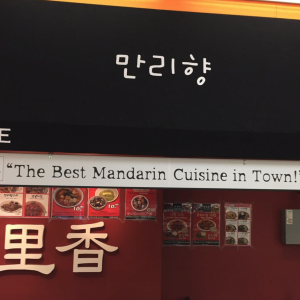 만리향
E
"The Best Mandarin Cuisine in Town!"
里香